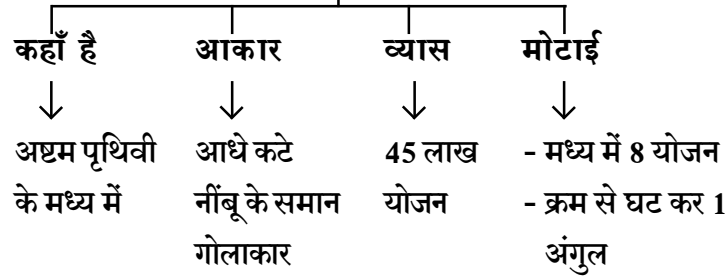 कहाँ है
आकार
व्यास
मोटाई
अष्टम पृथिवी
के मध्य में
आधे कटे
नींबू के समान
गोलाकार
45 लाख
योजन
- मध्य में 8 योजन
- क्रम से घट कर 1
अंगुल